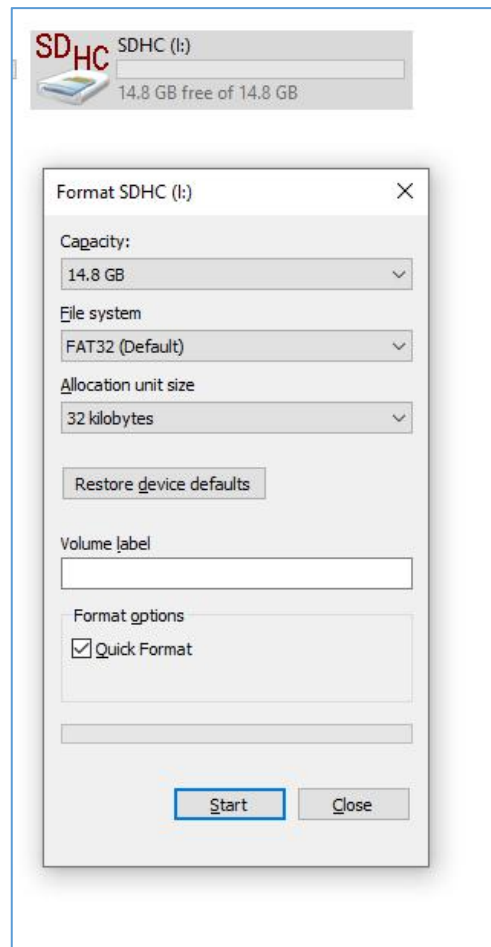 SDHC SDHC (I:)
14.8 GB free of 14.8 GB
Format SDHC (I:)
Capacity:
14.8 GB
File system
FAT32 (Default)
Allocation unit size
32 kilobytes
Restore device defaults
Volume label
Format options
Quick Format
Start Close